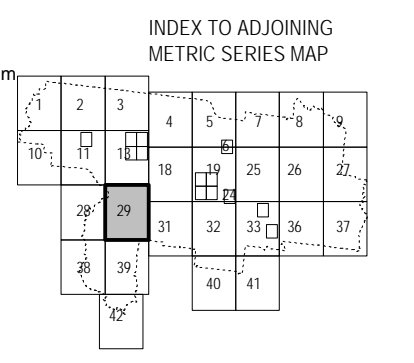 INDEX TO ADJOINING
METRIC SERIES MAP
m
1 2 3
4 5 7 8 9
6
10 11 13
18 19 25 26 27
24
28 29
31 32 33 36 37
38 39
40 41
42